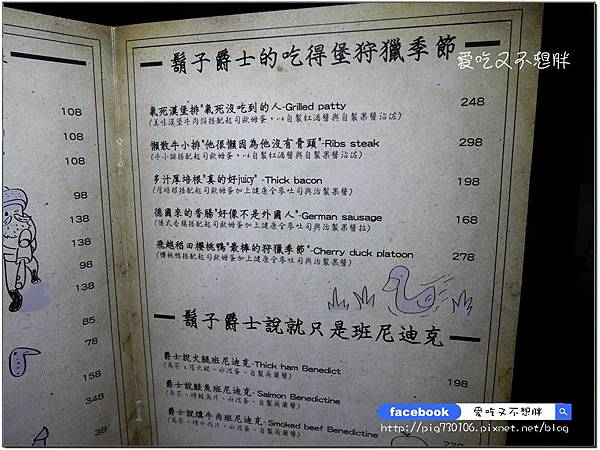 鬍子爵士的吃得堡狩獵季節
愛吃又不想胖
氣死漢堡排"氣死沒吃到的人-Grilled patty 248
懶散牛小排"他很懶因為他沒有骨頭"-Ribs steak 298
多汁厚培根"真的好juicy" -Thick bacon 198
德國來的香腸"好像不是外國人"-German sausage 168
飛越稻田櫻桃鴨"最棒的狩獵季節"-Cherry duck platoon 278
鬍子爵士說就只是班尼迪克
爵士說火腿班尼迪克-Thick ham Benedict 198
爵士說鮭魚班尼迪克- Salmon Benedictine
爵士說燻牛肉班尼迪克- Smoked beef Benedictine
108
108
108
98
138
98
138
85
78
158
348
39
facebook 愛吃又不想胖
http://pig730106.pixnet.net/blog